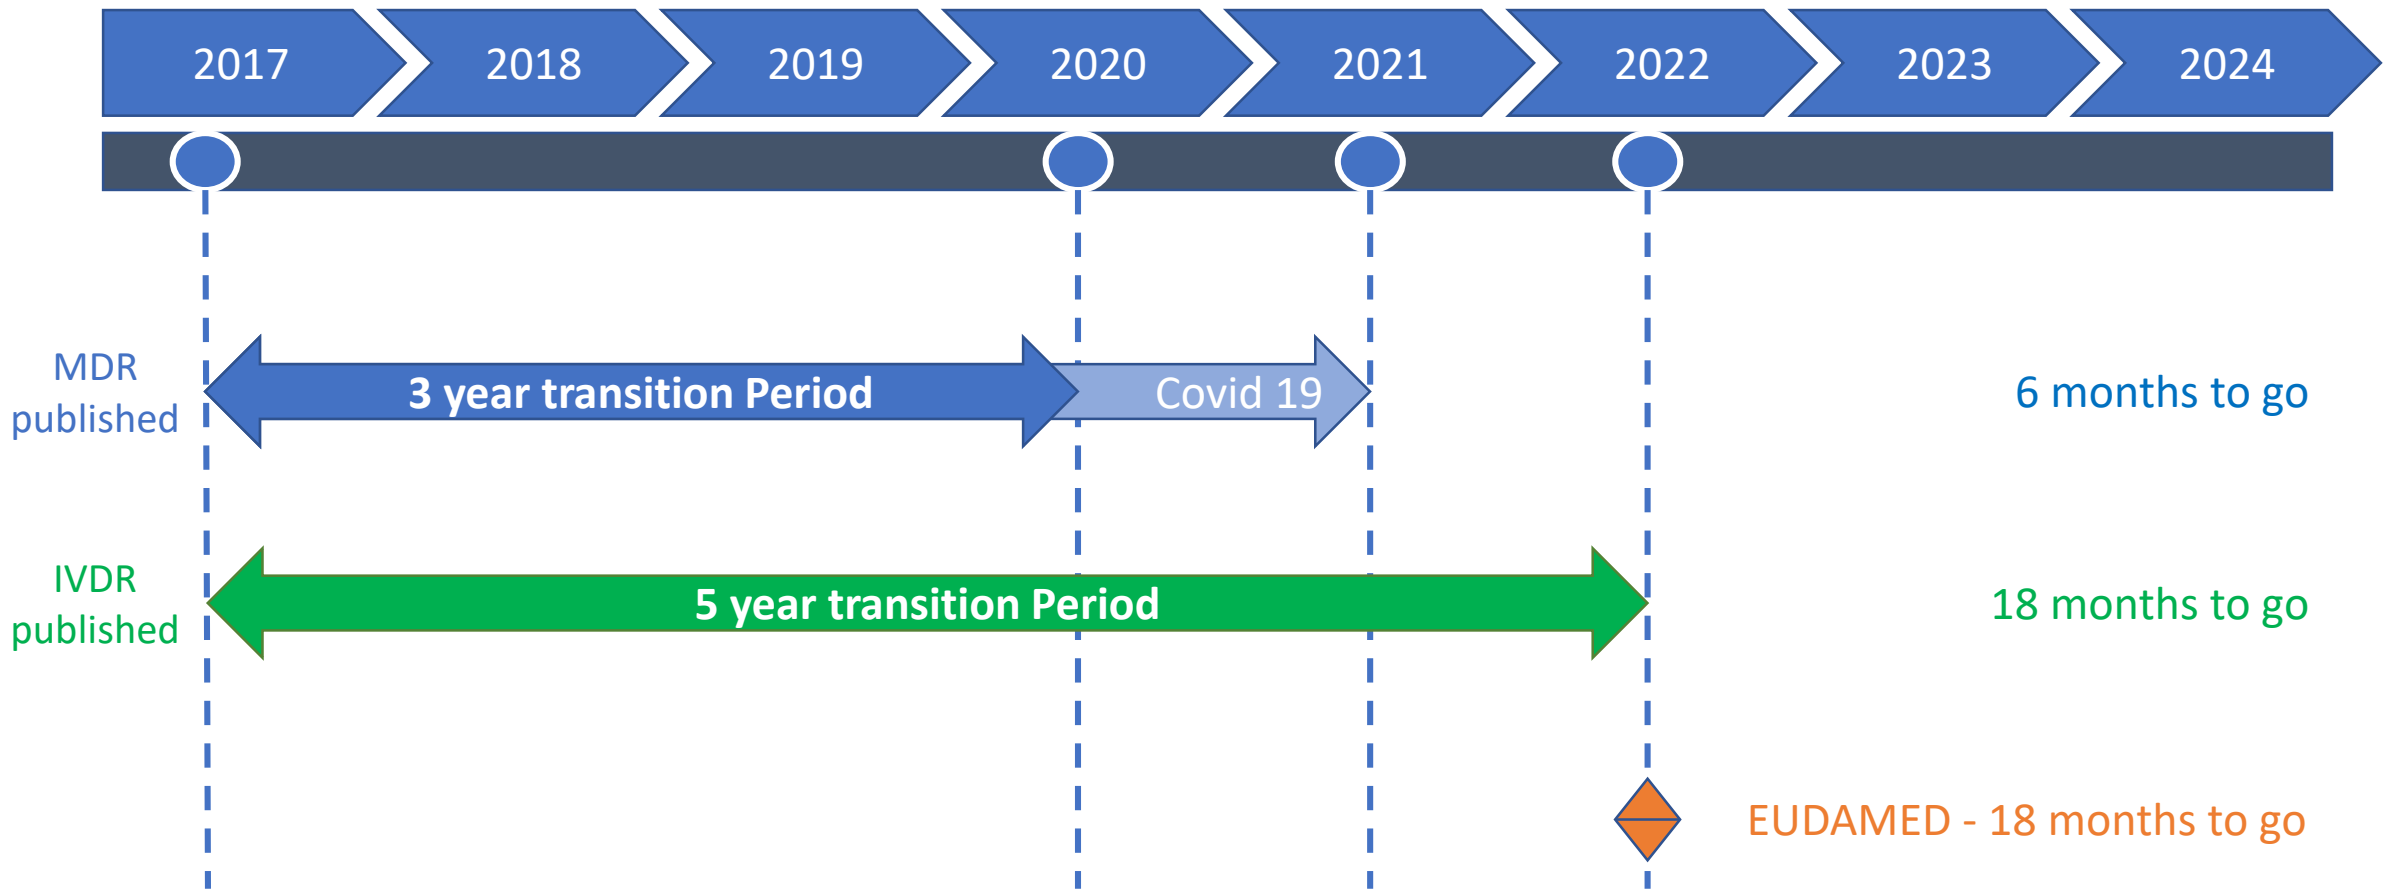 2017
2018
2019
2020
2021
2022
2023
2024
MDR
published
3 year transition Period
Covid 19
6 months to go
IVDR
published
5 year transition Period
18 months to go
EUDAMED - 18 months to go